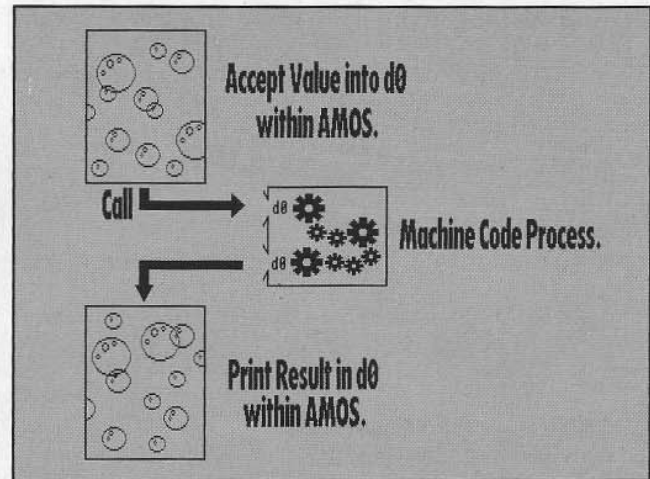 Accept Value into d0
within AMOS.
Call
d0
Machine Code Process.
d0
Print Result in d0
within AMOS.